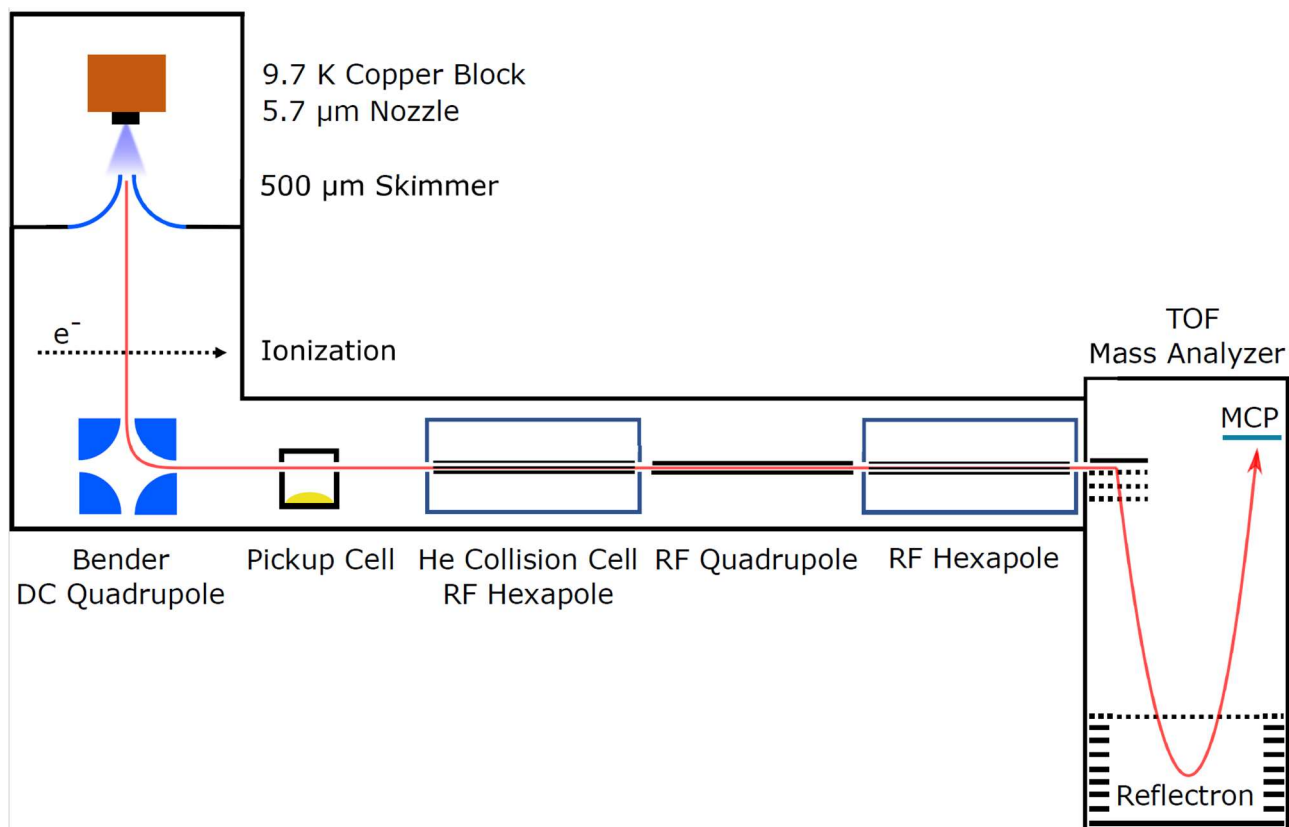 9.7 K Copper Block
5.7 µm Nozzle
500 µm Skimmer
e⁻
Ionization
TOF
Mass Analyzer
MCP
Bender
DC Quadrupole
Pickup Cell
He Collision Cell
RF Hexapole
RF Quadrupole
RF Hexapole
Reflectron